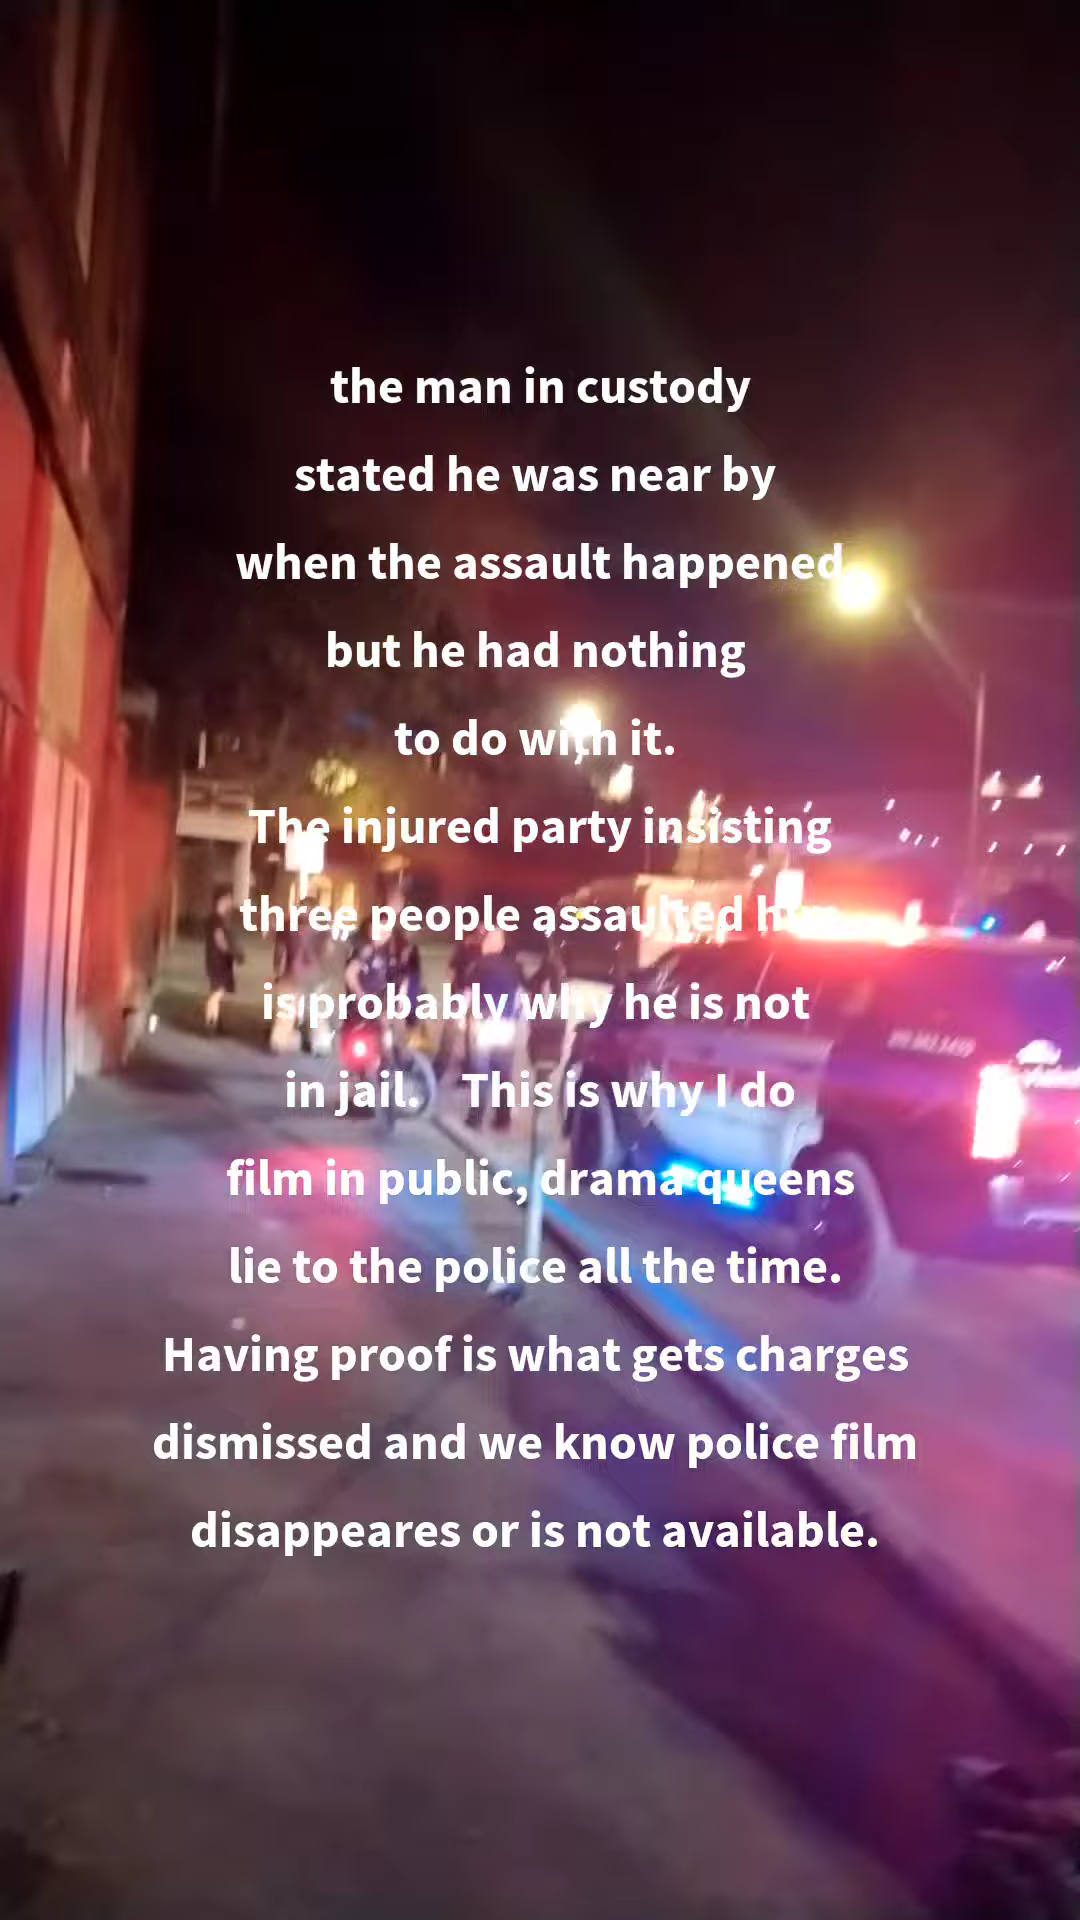 the man in custody
stated he was near by
when the assault happened
but he had nothing
to do with it.
The injured party insisting
three people assaulted him
is probably why he is not
in jail. This is why I do
film in public, drama queens
lie to the police all the time.
Having proof is what gets charges
dismissed and we know police film
disappeares or is not available.